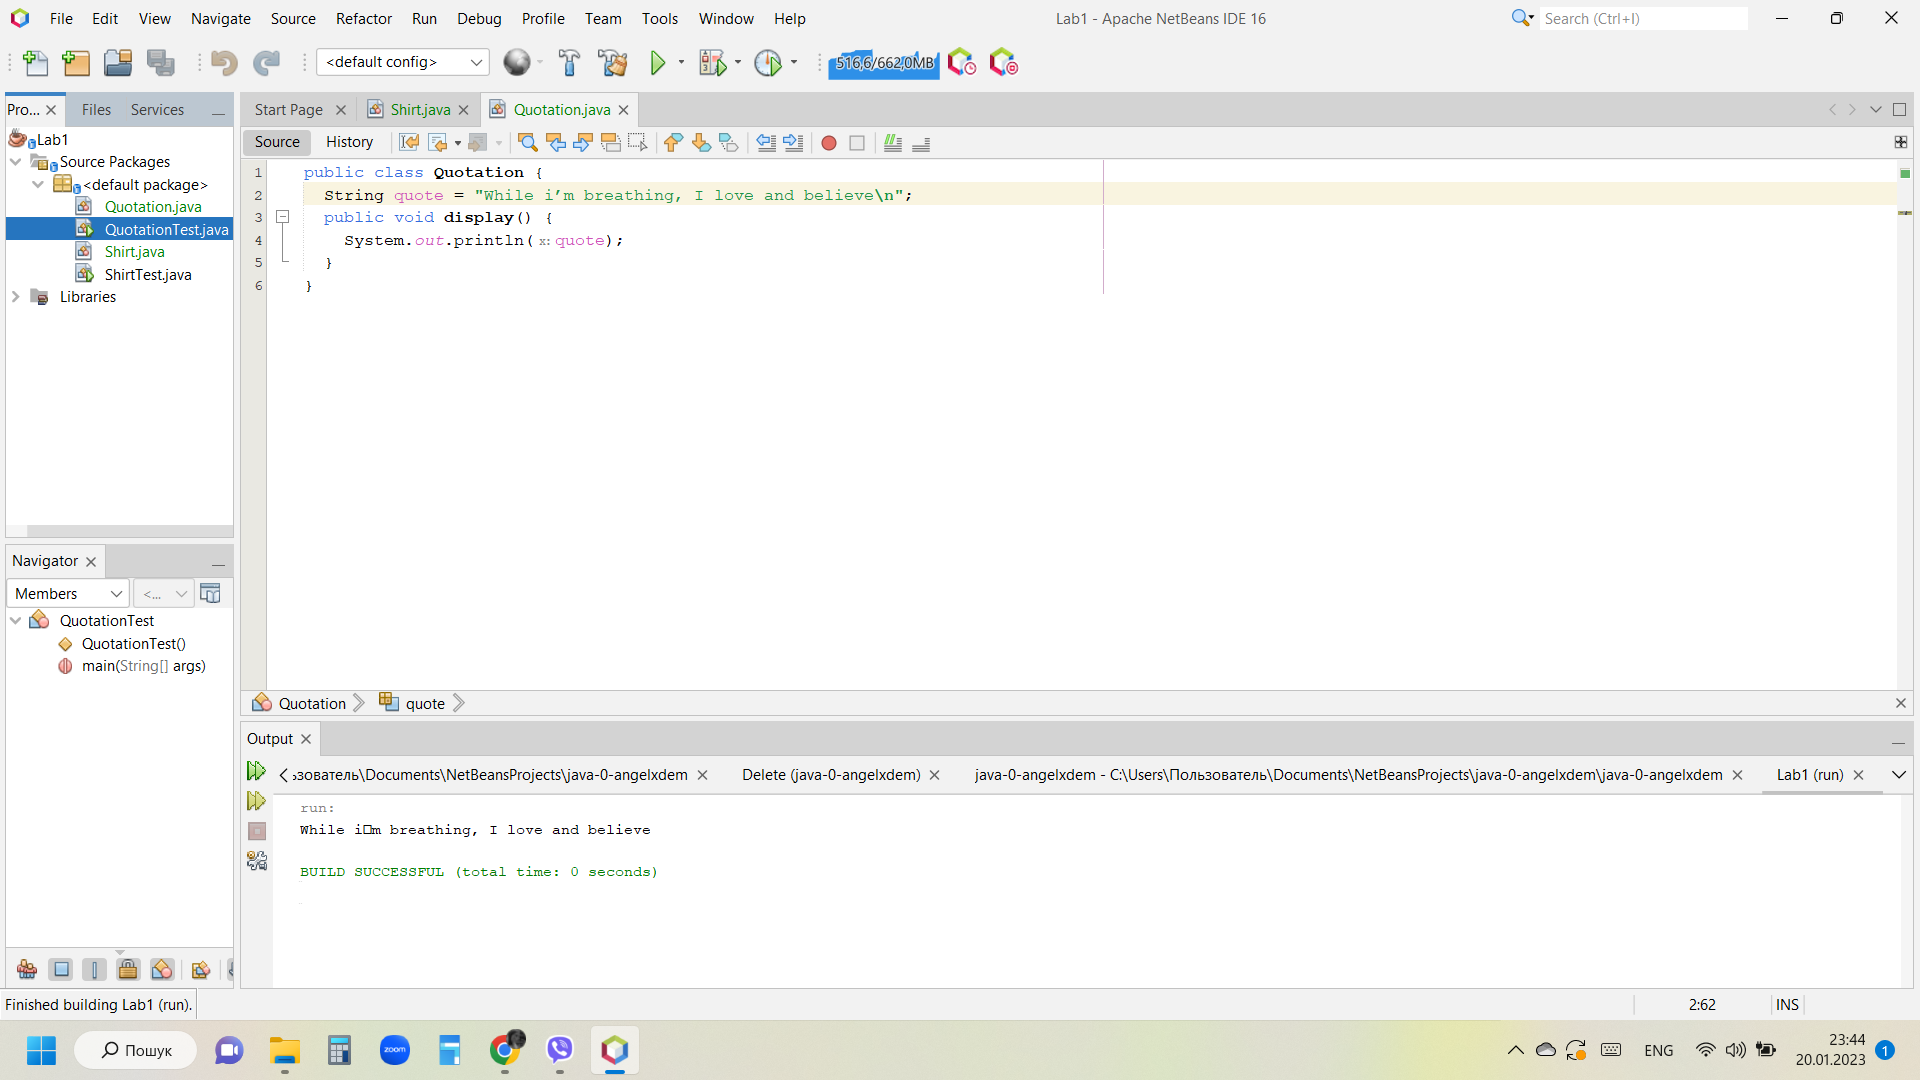 File Edit View Navigate Source Refactor Run Debug Profile Team Tools Window Help
Lab1 - Apache NetBeans IDE 16
Search (Ctrl+I)
<default config>
516,6/662,0MB
Pro... Files Services
Lab1
Source Packages
<default package>
Quotation.java
QuotationTest.java
Shirt.java
ShirtTest.java
Libraries
Start Page Shirt.java Quotation.java
Source History
1 public class Quotation {
2 String quote = "While i’m breathing, I love and believe\n";
3 public void display() {
4 System.out.println( x: quote);
5 }
6 }
Navigator
Members <...
QuotationTest
QuotationTest()
main(String[] args)
Quotation quote
Output
зователь\Documents\NetBeansProjects\java-0-angelxdem Delete (java-0-angelxdem) java-0-angelxdem - C:\Users\Пользователь\Documents\NetBeansProjects\java-0-angelxdem\java-0-angelxdem Lab1 (run)
run:
While i□m breathing, I love and believe
BUILD SUCCESSFUL (total time: 0 seconds)
Finished building Lab1 (run).
2:62 INS
Пошук
zoom
ENG
23:44
20.01.2023
1